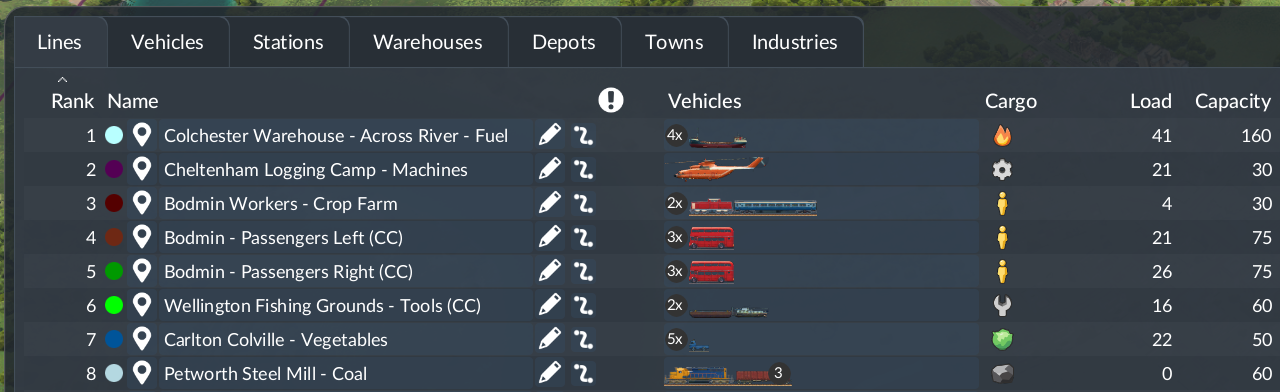 Lines Vehicles Stations Warehouses Depots Towns Industries
Rank Name Vehicles Cargo Load Capacity
1 Colchester Warehouse - Across River - Fuel 4x 41 160
2 Cheltenham Logging Camp - Machines 21 30
3 Bodmin Workers - Crop Farm 2x 4 30
4 Bodmin - Passengers Left (CC) 3x 21 75
5 Bodmin - Passengers Right (CC) 3x 26 75
6 Wellington Fishing Grounds - Tools (CC) 2x 16 60
7 Carlton Colville - Vegetables 5x 22 50
8 Petworth Steel Mill - Coal 3 0 60